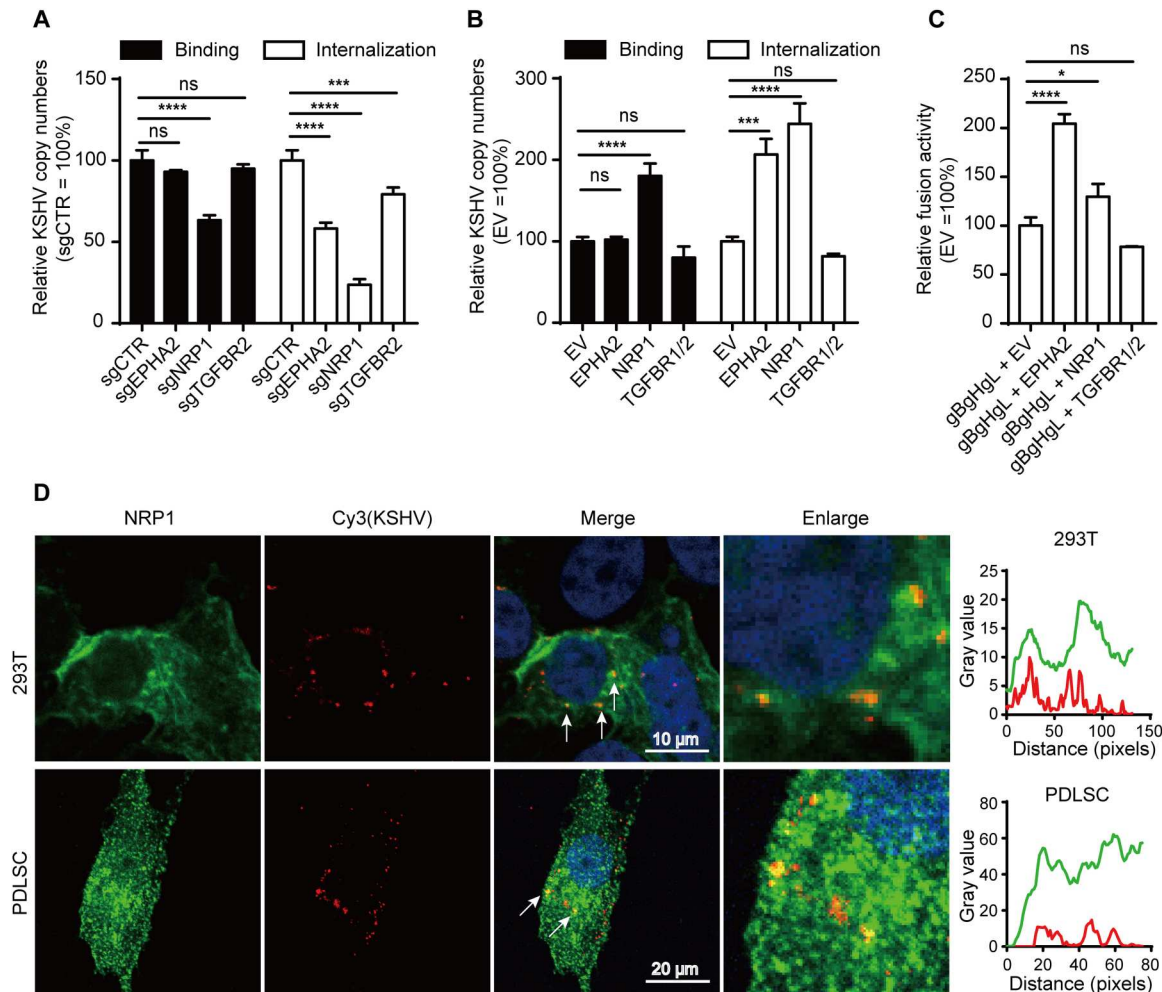 A
Binding
Internalization
Relative KSHV copy numbers
(sgCTR = 100%)
150
100
50
0
ns
****
ns
***
****
****
sgCTR
sgEPHA2
sgNRP1
sgTGFBR2
sgCTR
sgEPHA2
sgNRP1
sgTGFBR2
B
Binding
Internalization
Relative KSHV copy numbers
(EV =100%)
300
200
100
0
ns
****
ns
ns
****
***
EV
EPHA2
NRP1
TGFBR1/2
EV
EPHA2
NRP1
TGFBR1/2
C
Relative fusion activity
(EV =100%)
250
200
150
100
50
0
ns
*
****
gBgHgL + EV
gBgHgL + EPHA2
gBgHgL + NRP1
gBgHgL + TGFBR1/2
D
NRP1
Cy3(KSHV)
Merge
Enlarge
293T
10 µm
293T
Gray value
25
20
15
10
5
0
0 50 100 150
Distance (pixels)
PDLSC
20 µm
PDLSC
Gray value
80
60
40
20
0
0 20 40 60 80
Distance (pixels)